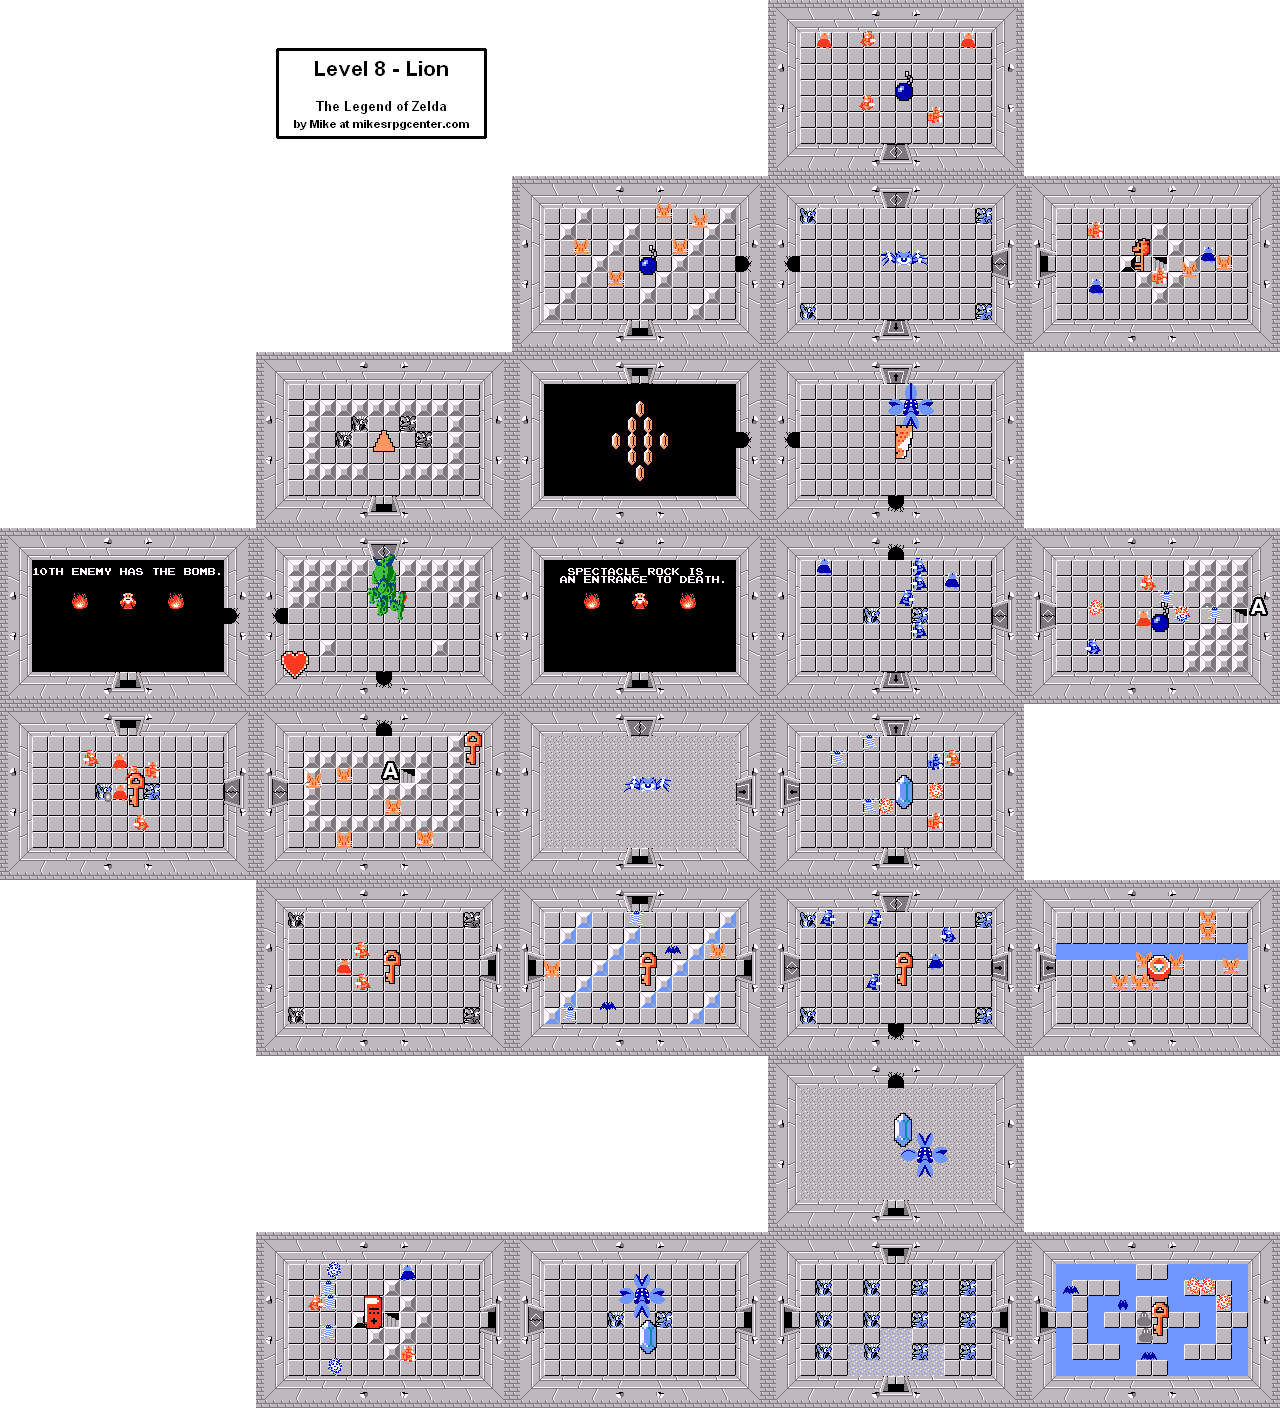 Level 8 - Lion
The Legend of Zelda
by Mike at mikesrpgcenter.com
10TH ENEMY HAS THE BOMB.
SPECTACLE ROCK IS
AN ENTRANCE TO DEATH.
A
A